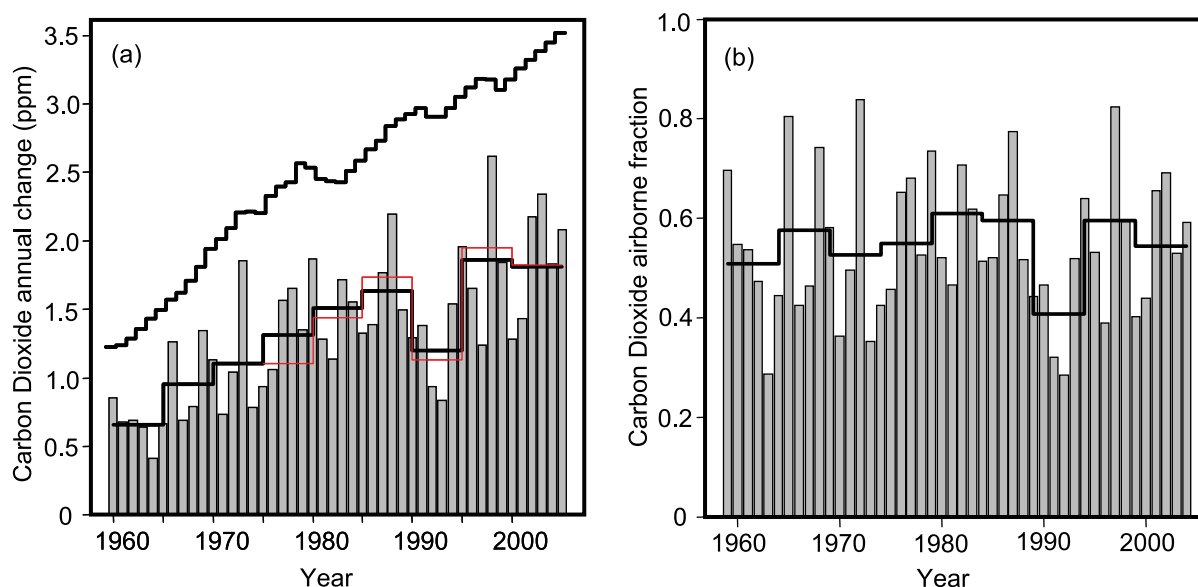 (a)
Carbon Dioxide annual change (ppm)
3.5
3.0
2.5
2.0
1.5
1.0
0.5
0
1960 1970 1980 1990 2000
Year
(b)
Carbon Dioxide airborne fraction
1.0
0.8
0.6
0.4
0.2
0
1960 1970 1980 1990 2000
Year